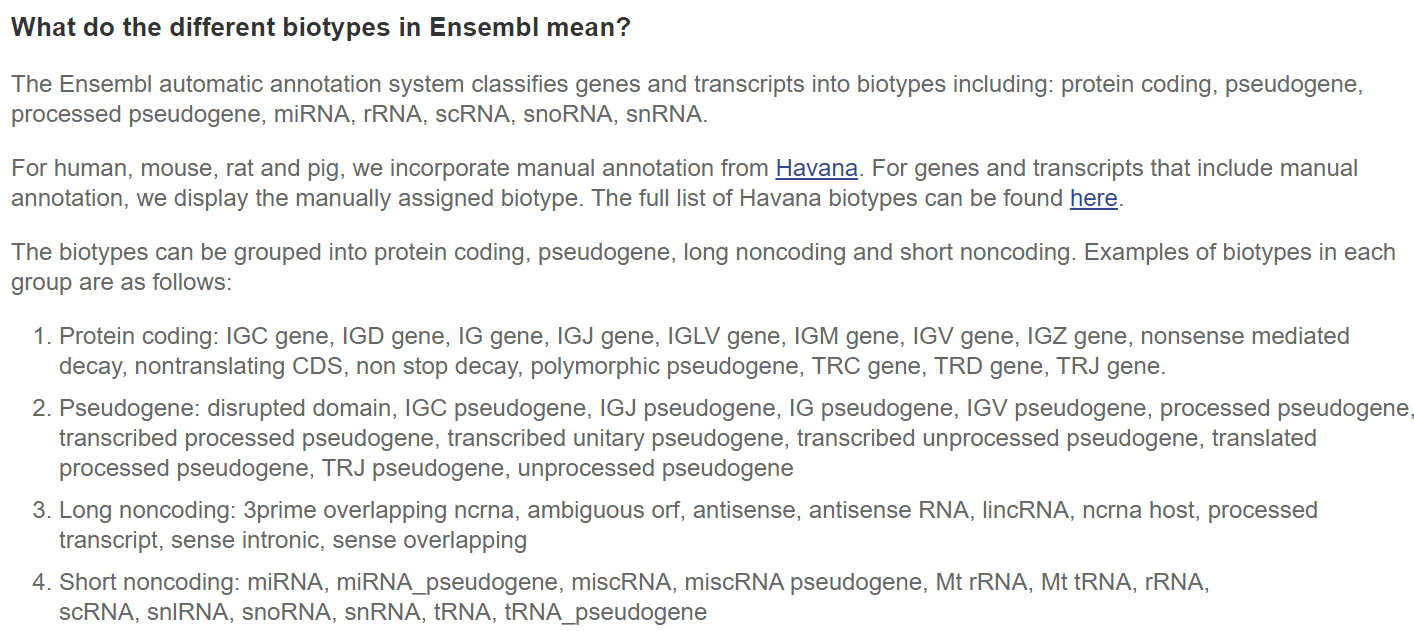 What do the different biotypes in Ensembl mean?
The Ensembl automatic annotation system classifies genes and transcripts into biotypes including: protein coding, pseudogene,
processed pseudogene, miRNA, rRNA, scRNA, snoRNA, snRNA.
For human, mouse, rat and pig, we incorporate manual annotation from Havana. For genes and transcripts that include manual
annotation, we display the manually assigned biotype. The full list of Havana biotypes can be found here.
The biotypes can be grouped into protein coding, pseudogene, long noncoding and short noncoding. Examples of biotypes in each
group are as follows:
1. Protein coding: IGC gene, IGD gene, IG gene, IGJ gene, IGLV gene, IGM gene, IGV gene, IGZ gene, nonsense mediated
decay, nontranslating CDS, non stop decay, polymorphic pseudogene, TRC gene, TRD gene, TRJ gene.
2. Pseudogene: disrupted domain, IGC pseudogene, IGJ pseudogene, IG pseudogene, IGV pseudogene, processed pseudogene,
transcribed processed pseudogene, transcribed unitary pseudogene, transcribed unprocessed pseudogene, translated
processed pseudogene, TRJ pseudogene, unprocessed pseudogene
3. Long noncoding: 3prime overlapping ncrna, ambiguous orf, antisense, antisense RNA, lincRNA, ncrna host, processed
transcript, sense intronic, sense overlapping
4. Short noncoding: miRNA, miRNA_pseudogene, miscRNA, miscRNA pseudogene, Mt rRNA, Mt tRNA, rRNA,
scRNA, snlRNA, snoRNA, snRNA, tRNA, tRNA_pseudogene